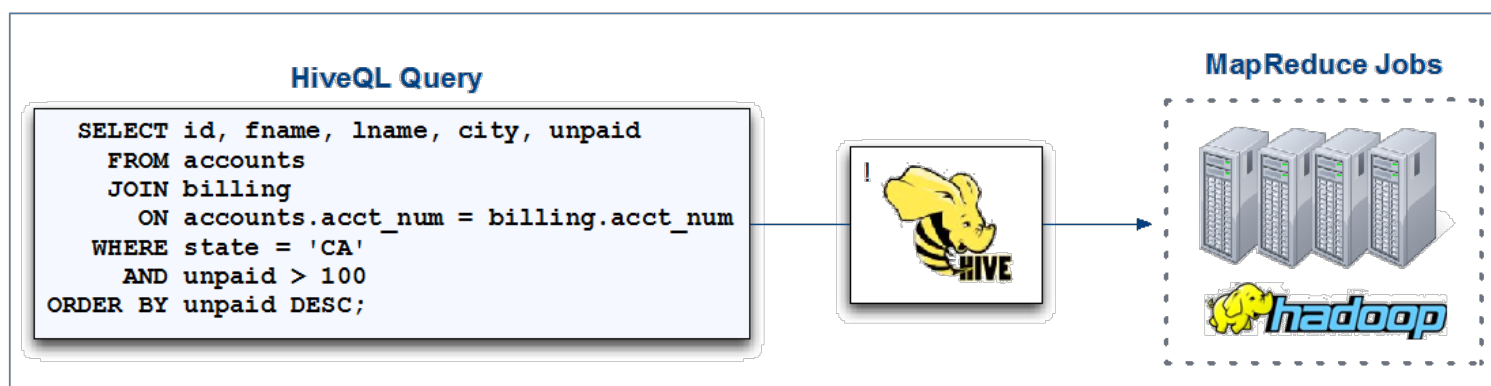 HiveQL Query
SELECT id, fname, lname, city, unpaid
FROM accounts
JOIN billing
ON accounts.acct_num = billing.acct_num
WHERE state = 'CA'
AND unpaid > 100
ORDER BY unpaid DESC;
!
HIVE
MapReduce Jobs
hadoop